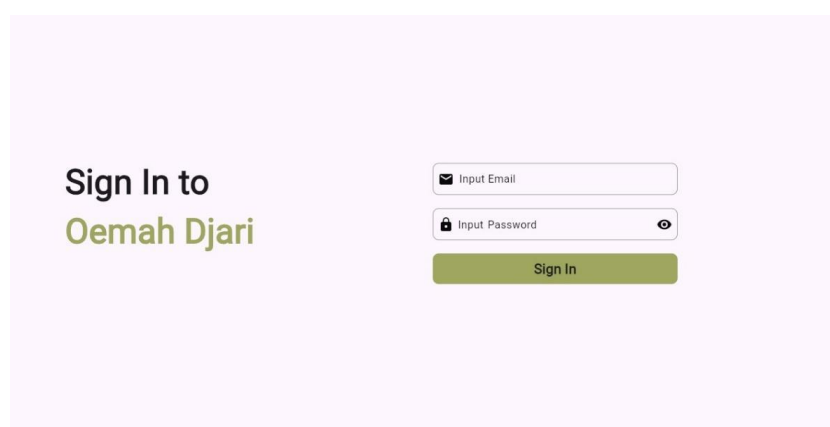 Sign In to
Oemah Djari
Input Email
Input Password
Sign In